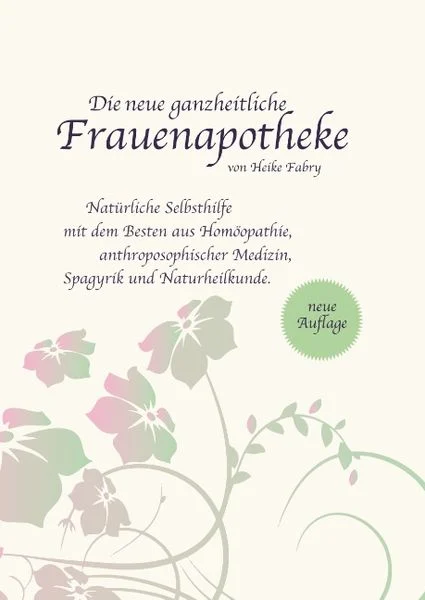 Die neue ganzheitliche
Frauenapotheke
von Heike Fabry
Natürliche Selbsthilfe
mit dem Besten aus Homöopathie,
anthroposophischer Medizin,
Spagyrik und Naturheilkunde.
neue
Auflage